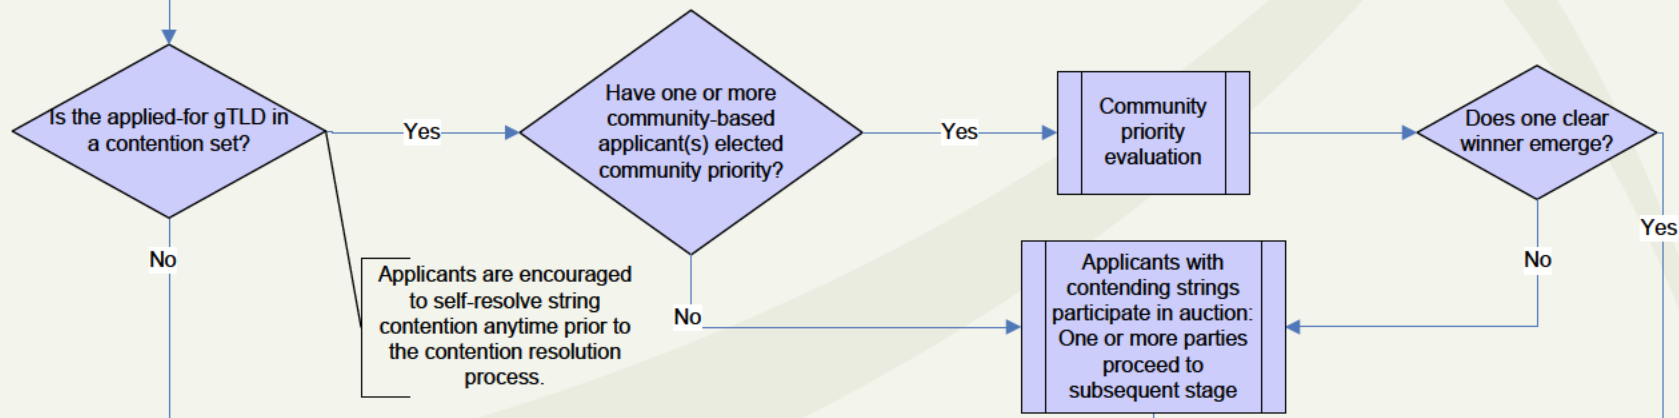 Is the applied-for gTLD in
a contention set?
Yes
Have one or more
community-based
applicant(s) elected
community priority?
Yes
Community
priority
evaluation
Does one clear
winner emerge?
Yes
No
No
Applicants are encouraged
to self-resolve string
contention anytime prior to
the contention resolution
process.
No
Applicants with
contending strings
participate in auction:
One or more parties
proceed to
subsequent stage